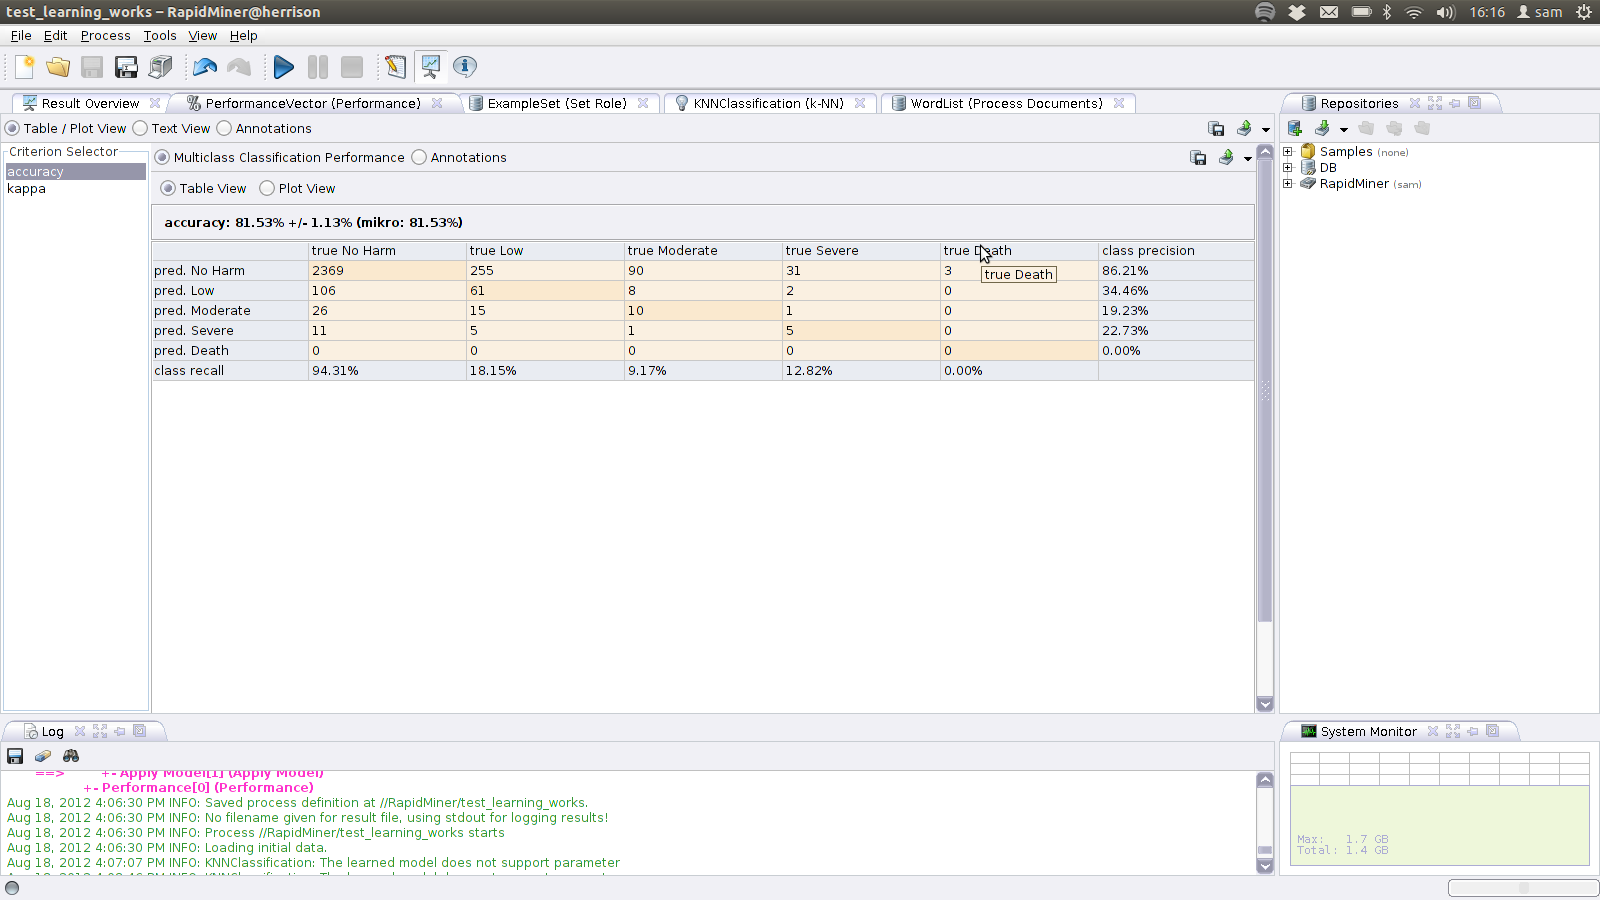 test_learning_works – RapidMiner@herrison
16:16 sam
File Edit Process Tools View Help
Result Overview PerformanceVector (Performance) ExampleSet (Set Role) KNNClassification (k-NN) WordList (Process Documents) Repositories
Table / Plot View Text View Annotations
Criterion Selector
accuracy
kappa
Multiclass Classification Performance Annotations
Table View Plot View
accuracy: 81.53% +/- 1.13% (mikro: 81.53%)
true No Harm true Low true Moderate true Severe true Death class precision
pred. No Harm 2369 255 90 31 3 86.21%
true Death
pred. Low 106 61 8 2 0 34.46%
pred. Moderate 26 15 10 1 0 19.23%
pred. Severe 11 5 1 5 0 22.73%
pred. Death 0 0 0 0 0 0.00%
class recall 94.31% 18.15% 9.17% 12.82% 0.00%
Samples (none)
DB
RapidMiner (sam)
Log
==> +- Apply Model[1] (Apply Model)
+- Performance[0] (Performance)
Aug 18, 2012 4:06:30 PM INFO: Saved process definition at //RapidMiner/test_learning_works.
Aug 18, 2012 4:06:30 PM INFO: No filename given for result file, using stdout for logging results!
Aug 18, 2012 4:06:30 PM INFO: Process //RapidMiner/test_learning_works starts
Aug 18, 2012 4:06:30 PM INFO: Loading initial data.
Aug 18, 2012 4:07:07 PM INFO: KNNClassification: The learned model does not support parameter
System Monitor
Max: 1.7 GB
Total: 1.4 GB